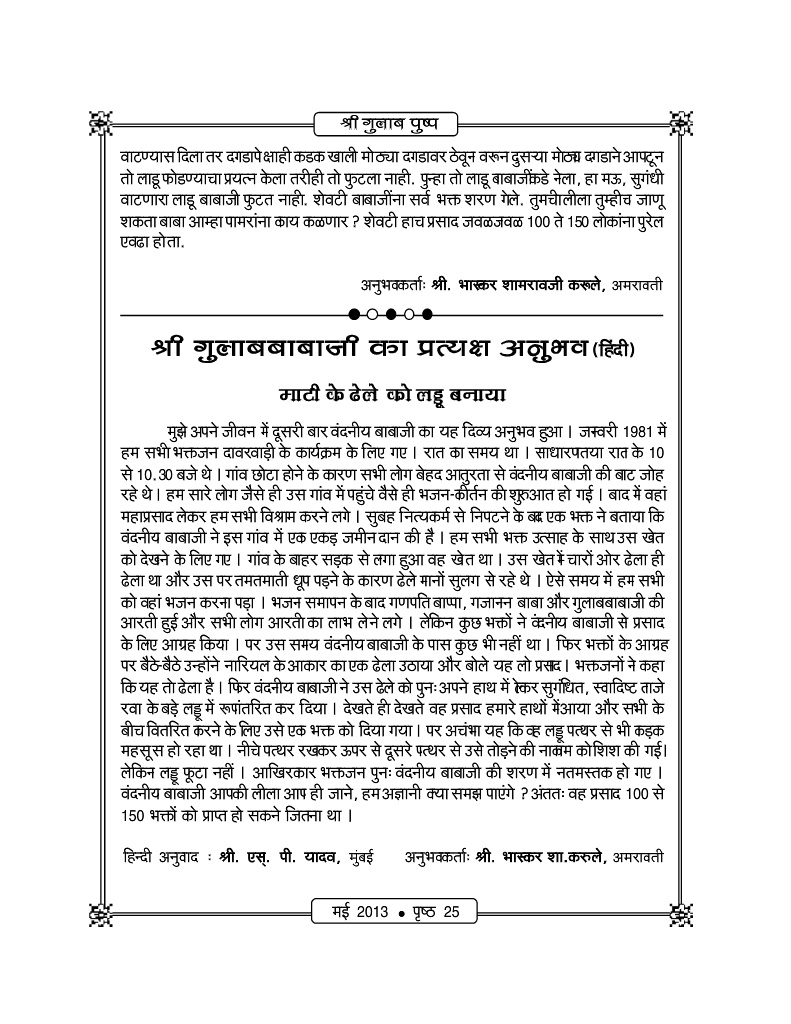 श्री गुलाब पुष्प
वाटण्यास दिला तर दगडापेक्षाही कडक खाली मोठ्या दगडावर ठेवून वरून दुसऱ्या मोठ्या दगडाने आपटून
तो लाडू फोडण्याचा प्रयत्न केला तरीही तो फुटला नाही. पुन्हा तो लाडू बाबाजींकडे नेला, हा मऊ, सुगंधी
वाटणारा लाडू बाबाजी फुटत नाही. शेवटी बाबाजींना सर्व भक्त शरण गेले. तुमची लीला तुम्हीच जाणू
शकता बाबा आम्हा पामरांना काय कळणार ? शेवटी हाच प्रसाद जवळजवळ 100 ते 150 लोकांना पुरेल
एवढा होता.
अनुभवकर्ताः श्री. भास्कर शामरावजी करूले, अमरावती
श्री गुलाबबाबाजी का प्रत्यक्ष अनुभव (हिंदी)
माटी के ढेले को लड्डू बनाया
मुझे अपने जीवन में दूसरी बार वंदनीय बाबाजी का यह दिव्य अनुभव हुआ । जनवरी 1981 में
हम सभी भक्तजन दावरवाड़ी के कार्यक्रम के लिए गए । रात का समय था । साधारणतया रात के 10
से 10.30 बजे थे । गांव छोटा होने के कारण सभी लोग बेहद आतुरता से वंदनीय बाबाजी की बाट जोह
रहे थे । हम सारे लोग जैसे ही उस गांव में पहुंचे वैसे ही भजन-कीर्तन की शुरुआत हो गई । बाद में वहां
महाप्रसाद लेकर हम सभी विश्राम करने लगे । सुबह नित्यकर्म से निपटने के बाद एक भक्त ने बताया कि
वंदनीय बाबाजी ने इस गांव में एक एकड़ जमीन दान की है । हम सभी भक्त उत्साह के साथ उस खेत
को देखने के लिए गए । गांव के बाहर सड़क से लगा हुआ वह खेत था । उस खेत में चारों ओर ढेला ही
ढेला था और उस पर तमतमाती धूप पड़ने के कारण ढेले मानों सुलग से रहे थे । ऐसे समय में हम सभी
को वहां भजन करना पड़ा । भजन समापन के बाद गणपति बाप्पा, गजानन बाबा और गुलाबबाबाजी की
आरती हुई और सभी लोग आरती का लाभ लेने लगे । लेकिन कुछ भक्तों ने वंदनीय बाबाजी से प्रसाद
के लिए आग्रह किया । पर उस समय वंदनीय बाबाजी के पास कुछ भी नहीं था । फिर भक्तों के आग्रह
पर बैठे-बैठे उन्होंने नारियल के आकार का एक ढेला उठाया और बोले यह लो प्रसाद । भक्तजनों ने कहा
कि यह तो ढेला है । फिर वंदनीय बाबाजी ने उस ढेले को पुनः अपने हाथ में लेकर सुगंधित, स्वादिष्ट ताजे
रवा के बड़े लड्डू में रूपांतरित कर दिया । देखते ही देखते वह प्रसाद हमारे हाथों में आया और सभी के
बीच वितरित करने के लिए उसे एक भक्त को दिया गया । पर अचंभा यह कि वह लड्डू पत्थर से भी कड़क
महसूस हो रहा था । नीचे पत्थर रखकर ऊपर से दूसरे पत्थर से उसे तोड़ने की नाकाम कोशिश की गई।
लेकिन लड्डू फूटा नहीं । आखिरकार भक्तजन पुनः वंदनीय बाबाजी की शरण में नतमस्तक हो गए ।
वंदनीय बाबाजी आपकी लीला आप ही जाने, हम अज्ञानी क्या समझ पाएंगे ? अंततः वह प्रसाद 100 से
150 भक्तों को प्राप्त हो सकने जितना था ।
हिन्दी अनुवाद : श्री. एस्. पी. यादव, मुंबई अनुभवकर्ताः श्री. भास्कर शा.करुले, अमरावती
मई 2013 ● पृष्ठ 25